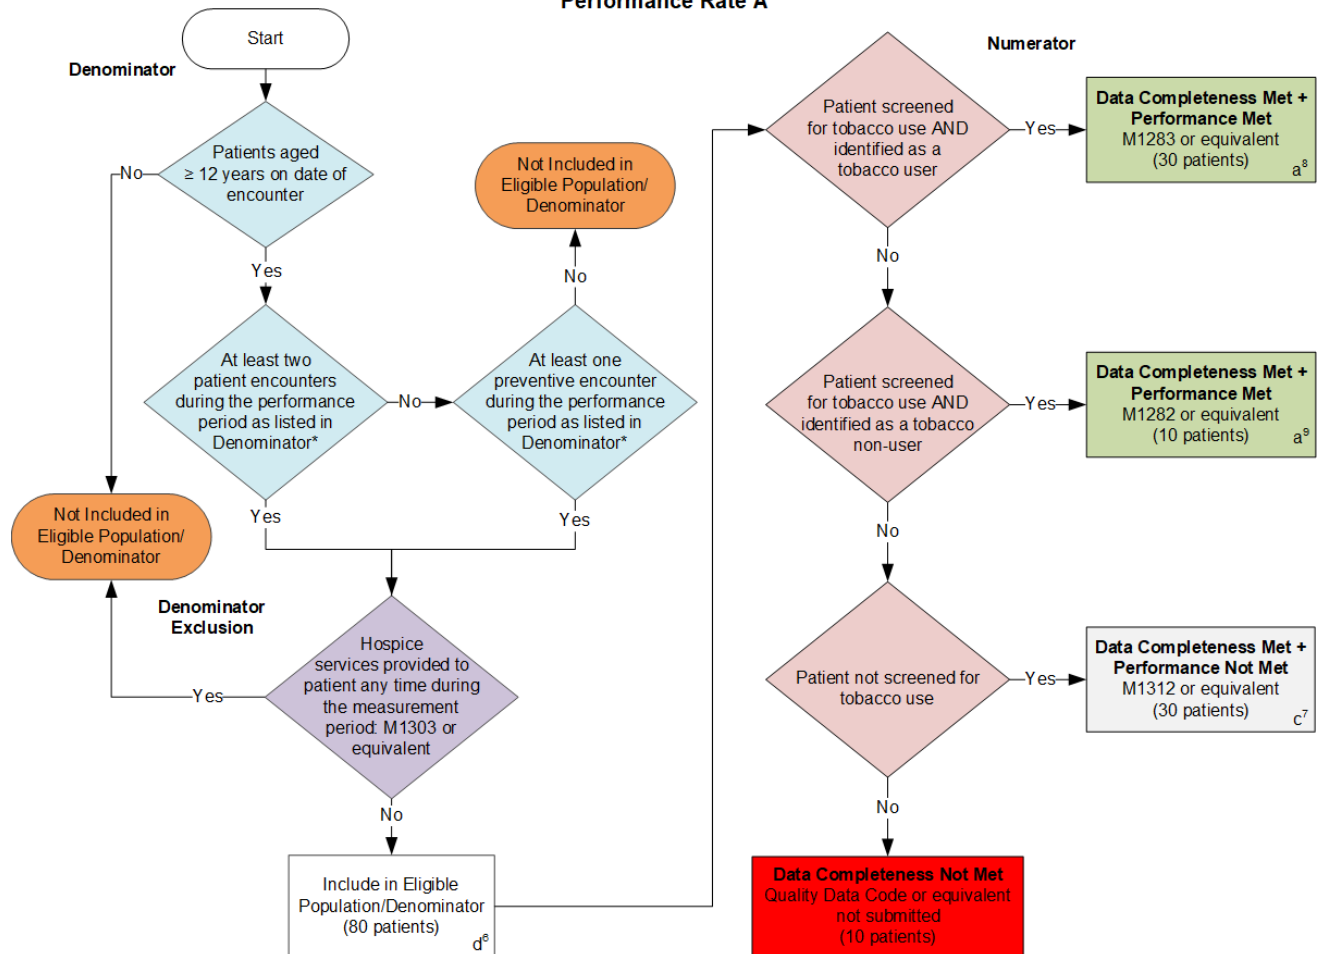 Performance Rate A
Start
Denominator
Patients aged
≥ 12 years on date of
encounter
No
Yes
At least two
patient encounters
during the performance
period as listed in
Denominator*
No
At least one
preventive encounter
during the performance
period as listed in
Denominator*
No
Not Included in
Eligible Population/
Denominator
Yes
Yes
Not Included in
Eligible Population/
Denominator
Denominator
Exclusion
Hospice
services provided to
patient any time during
the measurement
period: M1303 or
equivalent
Yes
No
Include in Eligible
Population/Denominator
(80 patients)
d⁶
Numerator
Patient screened
for tobacco use AND
identified as a
tobacco user
Yes
Data Completeness Met +
Performance Met
M1283 or equivalent
(30 patients)
a⁸
No
Patient screened
for tobacco use AND
identified as a tobacco
non-user
Yes
Data Completeness Met +
Performance Met
M1282 or equivalent
(10 patients)
a⁹
No
Patient not screened for
tobacco use
Yes
Data Completeness Met +
Performance Not Met
M1312 or equivalent
(30 patients)
c⁷
No
Data Completeness Not Met
Quality Data Code or equivalent
not submitted
(10 patients)